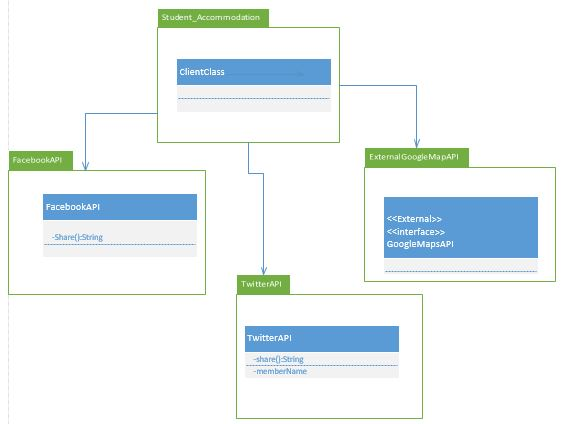 Student_Accommodation
ClientClass
FacebookAPI
FacebookAPI
-Share():String
ExternalGoogleMapAPI
<<External>>
<<interface>>
GoogleMapsAPI
TwitterAPI
TwitterAPI
-share():String
-memberName